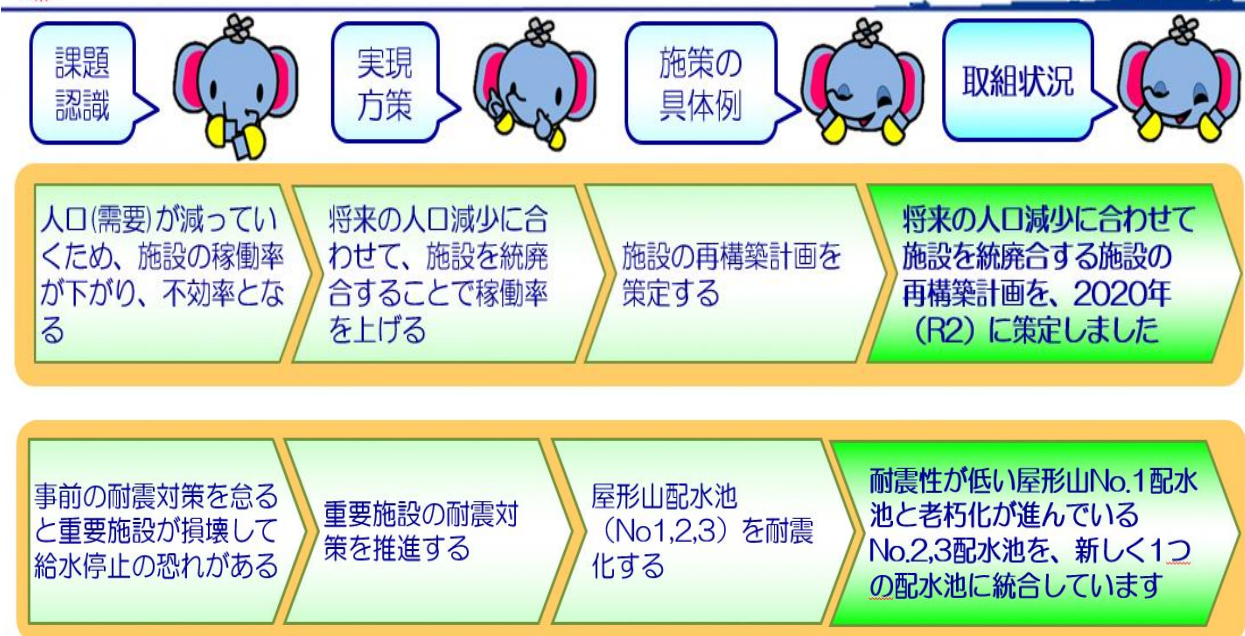 課題
認識
実現
方策
施策の
具体例
取組状況
人口(需要)が減ってい
くため、施設の稼働率
が下がり、不効率とな
る
将来の人口減少に合
わせて、施設を統廃
合することで稼働率
を上げる
施設の再構築計画を
策定する
将来の人口減少に合わせて
施設を統廃合する施設の
再構築計画を、2020年
（R2）に策定しました
事前の耐震対策を怠る
と重要施設が損壊して
給水停止の恐れがある
重要施設の耐震対
策を推進する
屋形山配水池
（No1,2,3）を耐震
化する
耐震性が低い屋形山No.1配水
池と老朽化が進んでいる
No.2,3配水池を、新しく1つ
の配水池に統合しています